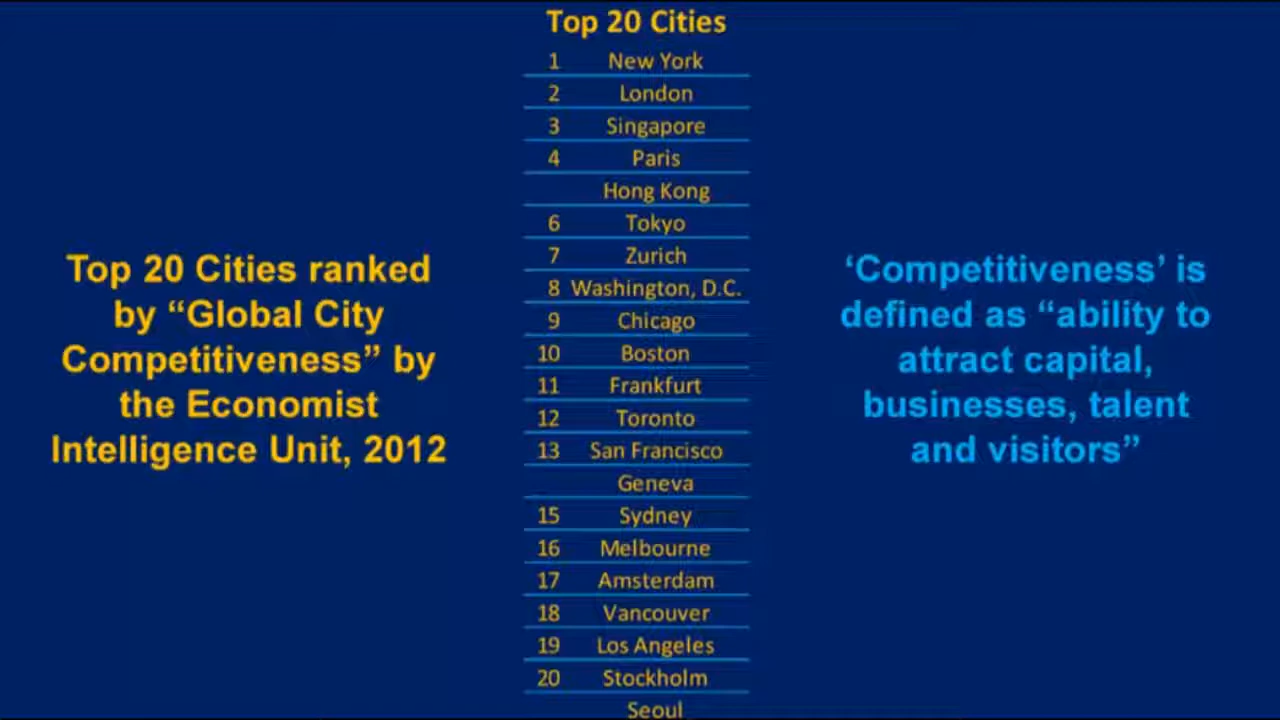 Top 20 Cities
1 New York
2 London
3 Singapore
4 Paris
Hong Kong
6 Tokyo
7 Zurich
8 Washington, D.C.
9 Chicago
10 Boston
11 Frankfurt
12 Toronto
13 San Francisco
Geneva
15 Sydney
16 Melbourne
17 Amsterdam
18 Vancouver
19 Los Angeles
20 Stockholm
Seoul
Top 20 Cities ranked
by “Global City
Competitiveness” by
the Economist
Intelligence Unit, 2012
‘Competitiveness’ is
defined as “ability to
attract capital,
businesses, talent
and visitors”